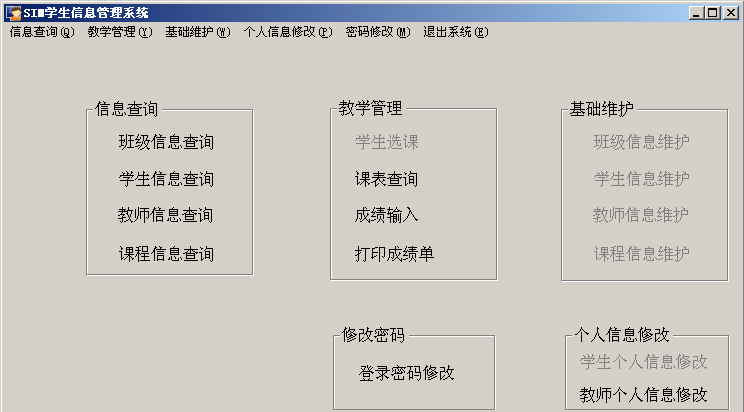 SIM学生信息管理系统
信息查询(Q) 教学管理(Y) 基础维护(W) 个人信息修改(P) 密码修改(M) 退出系统(E)
信息查询
班级信息查询
学生信息查询
教师信息查询
课程信息查询
教学管理
学生选课
课表查询
成绩输入
打印成绩单
基础维护
班级信息维护
学生信息维护
教师信息维护
课程信息维护
修改密码
登录密码修改
个人信息修改
学生个人信息修改
教师个人信息修改